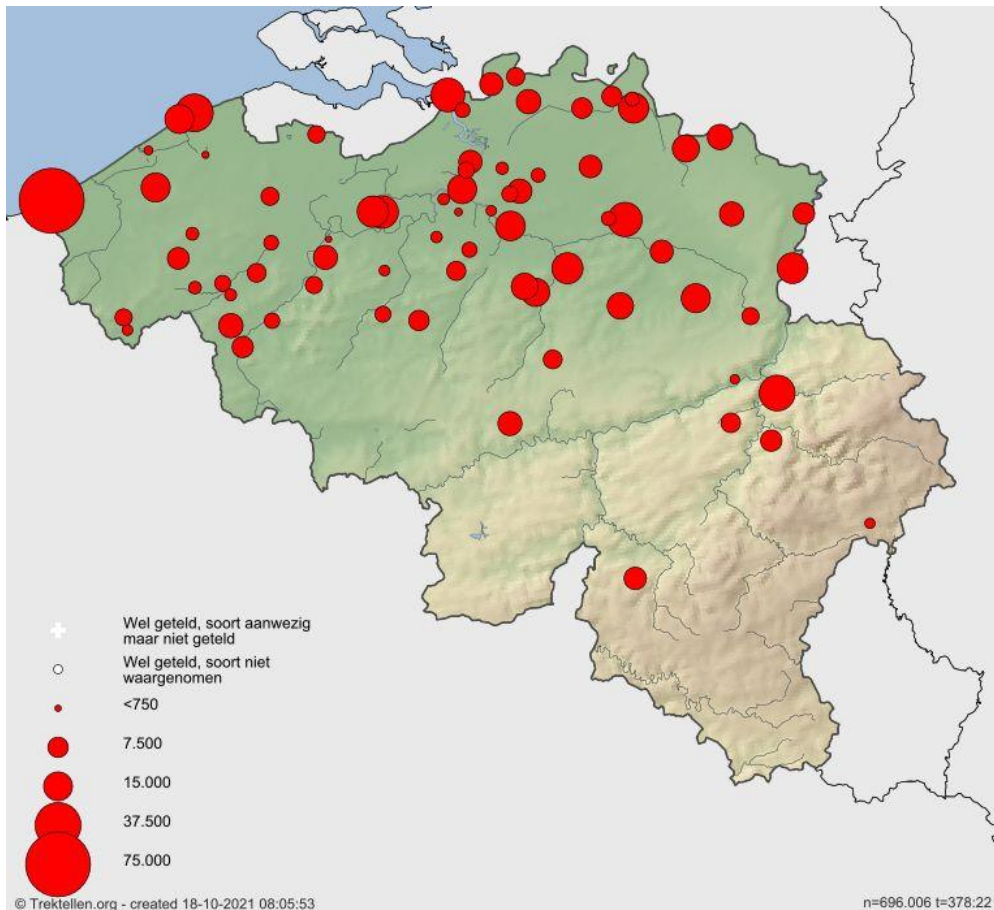 Wel geteld, soort aanwezig
maar niet geteld
Wel geteld, soort niet
waargenomen
<750
7.500
15.000
37.500
75.000
© Trektellen.org - created 18-10-2021 08:05:53
n=696.006 t=378:22